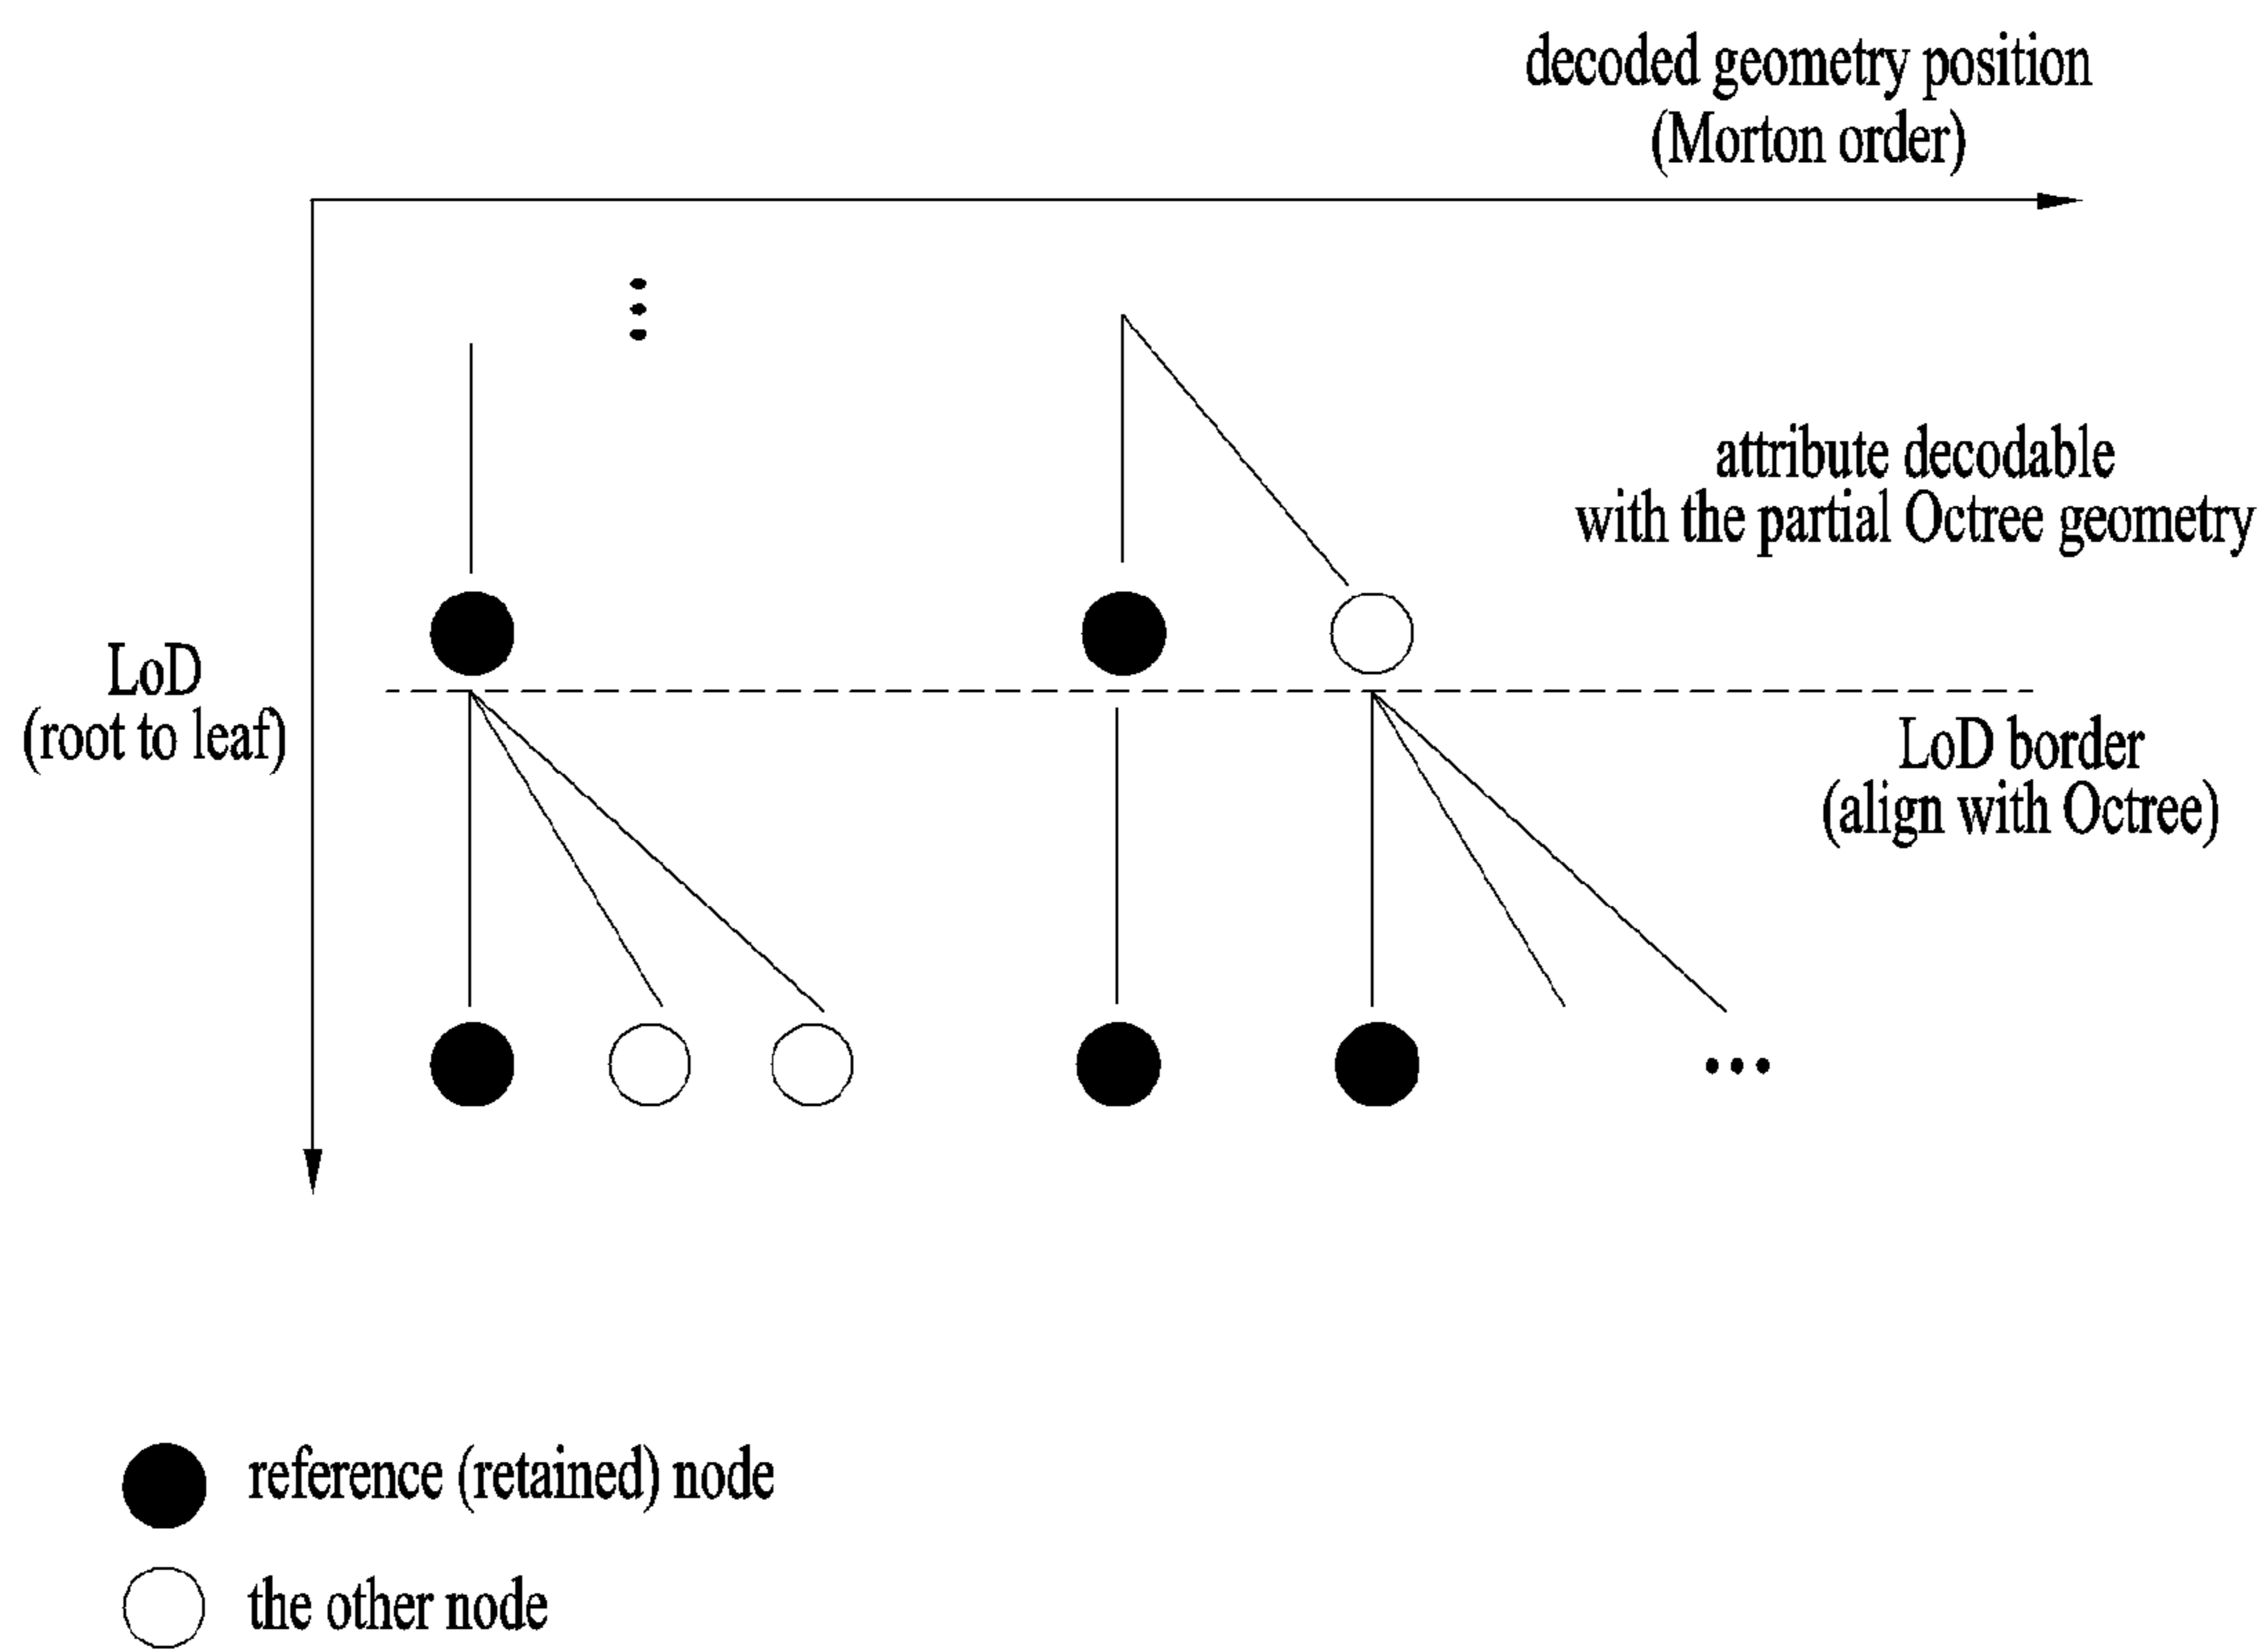 decoded geometry position
(Morton order)
attribute decodable
with the partial Octree geometry
LoD
(root to leaf)
LoD border
(align with Octree)
reference (retained) node
the other node